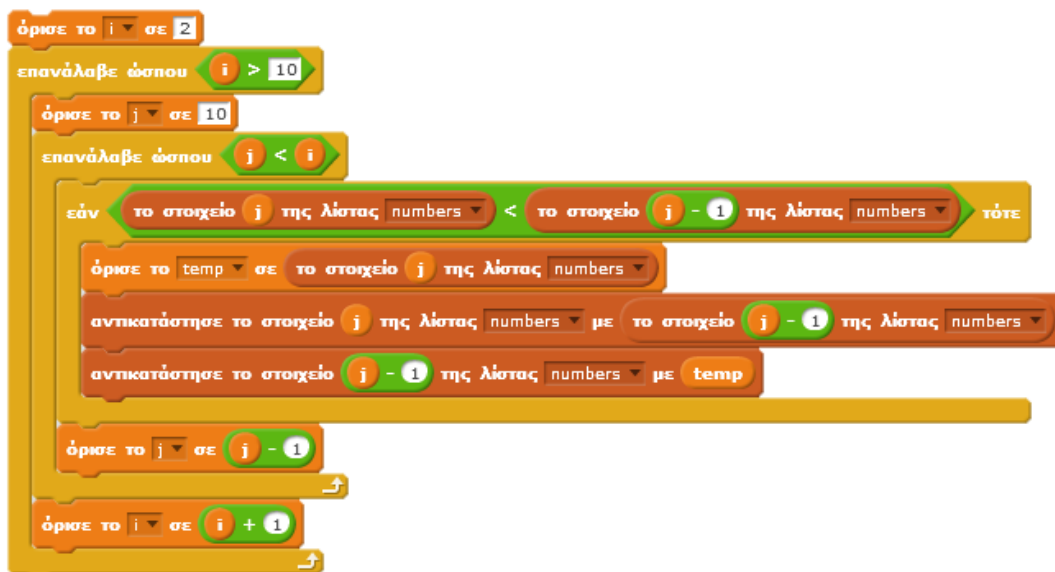 όρισε το i σε 2
επανάλαβε ώσπου i > 10
όρισε το j σε 10
επανάλαβε ώσπου j < i
εάν το στοιχείο j της λίστας numbers < το στοιχείο j - 1 της λίστας numbers τότε
όρισε το temp σε το στοιχείο j της λίστας numbers
αντικατάστησε το στοιχείο j της λίστας numbers με το στοιχείο j - 1 της λίστας numbers
αντικατάστησε το στοιχείο j - 1 της λίστας numbers με temp
όρισε το j σε j - 1
όρισε το i σε i + 1